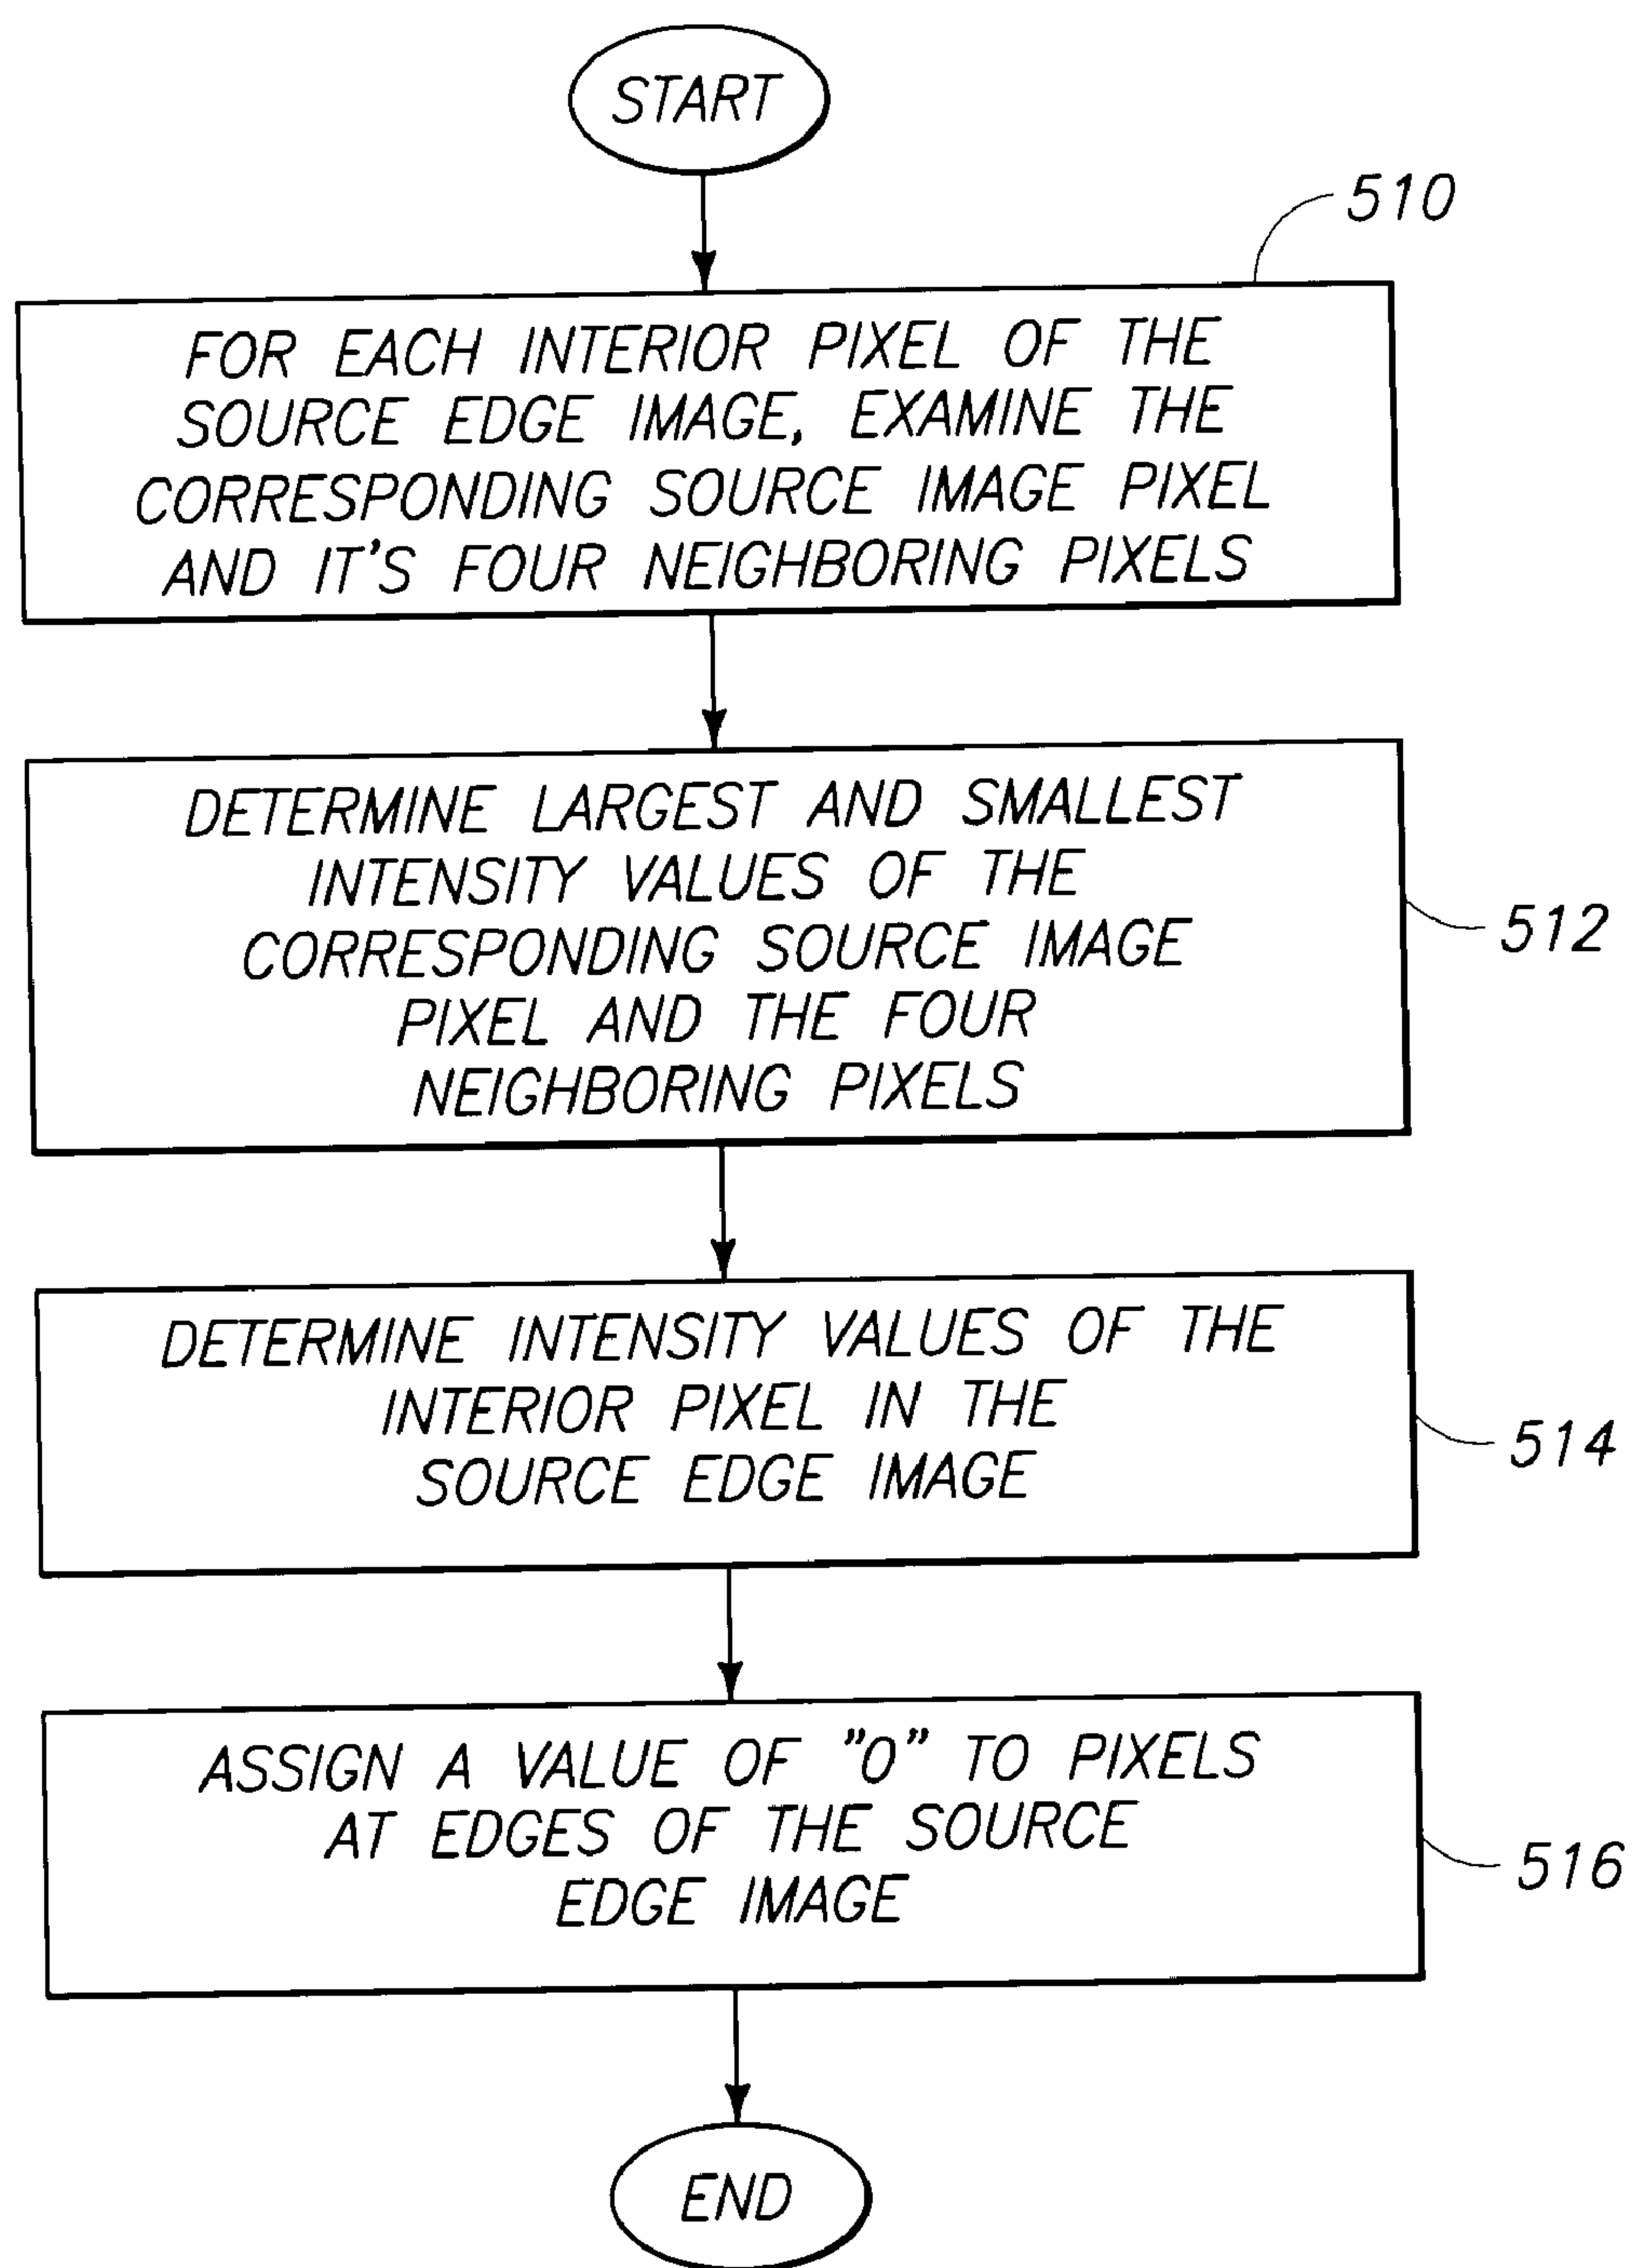 START
510
FOR EACH INTERIOR PIXEL OF THE
SOURCE EDGE IMAGE, EXAMINE THE
CORRESPONDING SOURCE IMAGE PIXEL
AND IT'S FOUR NEIGHBORING PIXELS
DETERMINE LARGEST AND SMALLEST
INTENSITY VALUES OF THE
CORRESPONDING SOURCE IMAGE
PIXEL AND THE FOUR
NEIGHBORING PIXELS
512
DETERMINE INTENSITY VALUES OF THE
INTERIOR PIXEL IN THE
SOURCE EDGE IMAGE
514
ASSIGN A VALUE OF "0" TO PIXELS
AT EDGES OF THE SOURCE
EDGE IMAGE
516
END